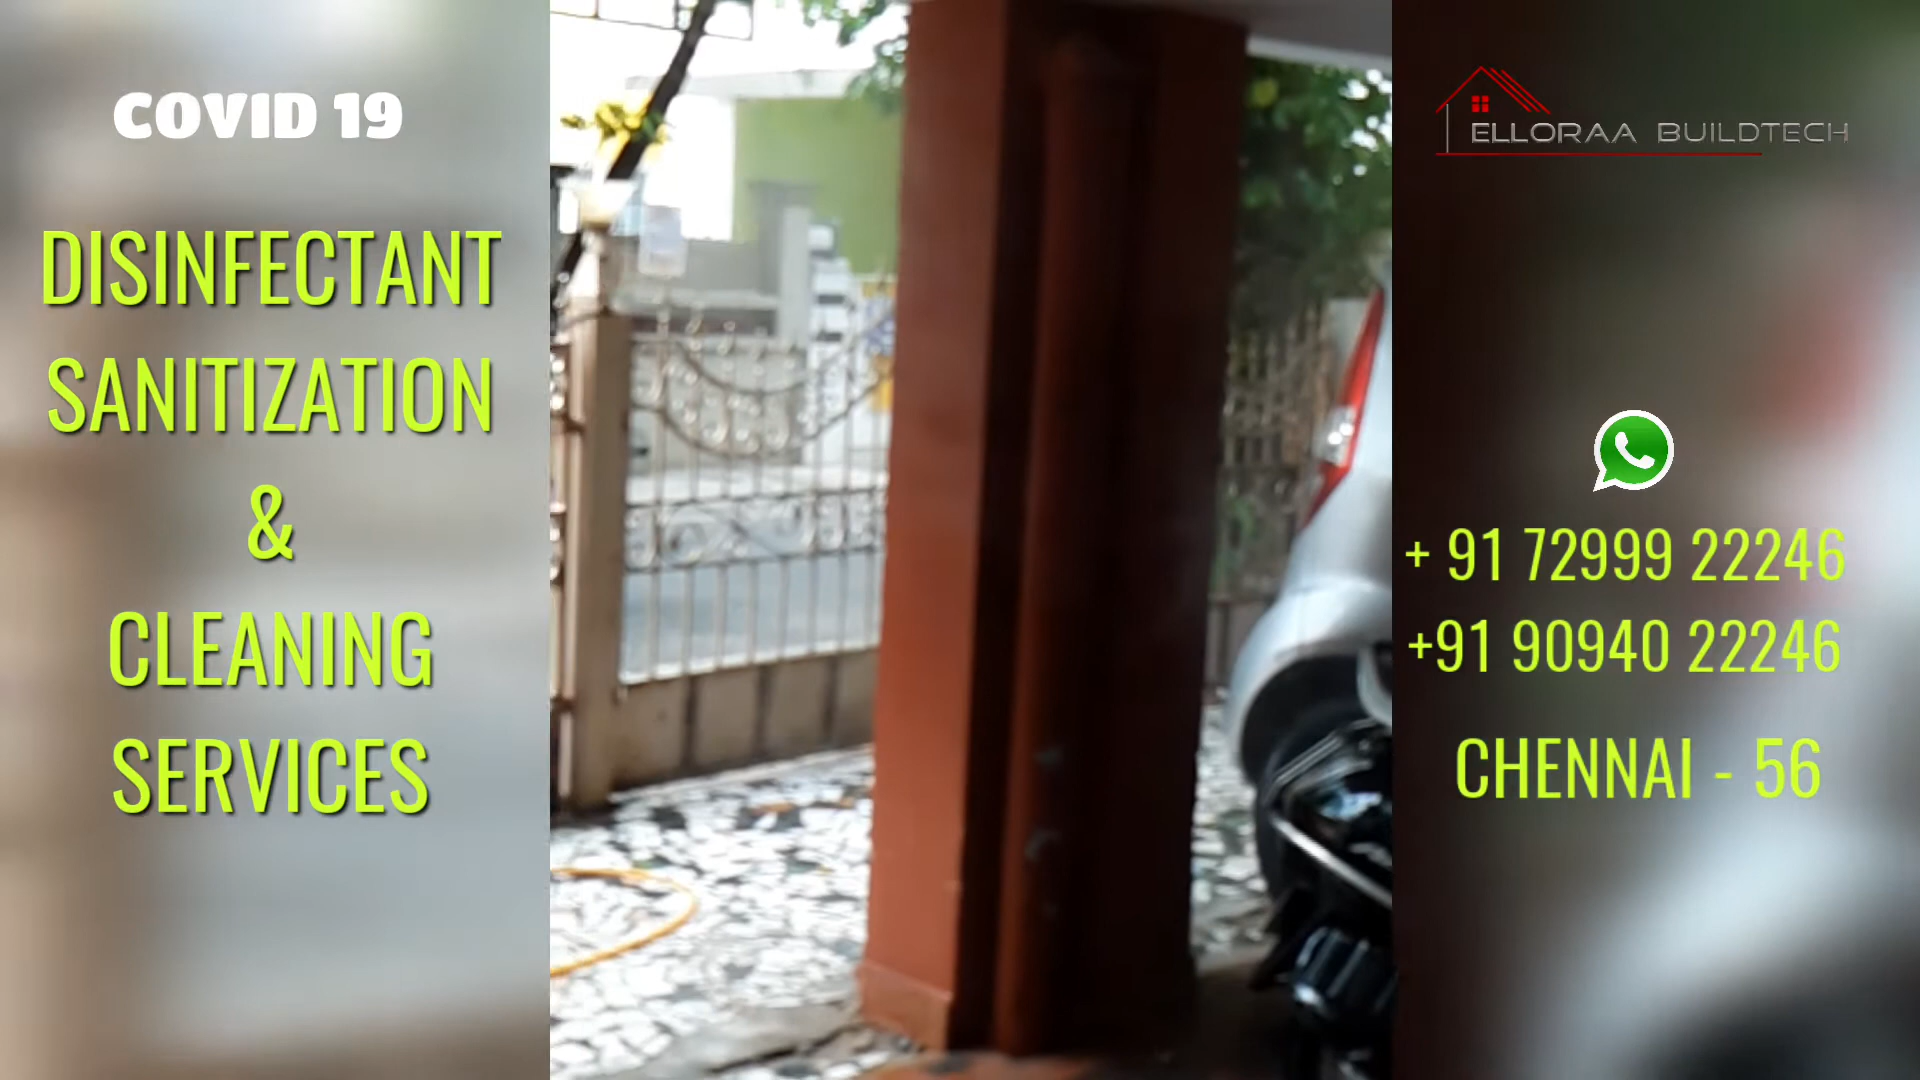 COVID 19
DISINFECTANT
SANITIZATION
&
CLEANING
SERVICES
ELLORAA BUILDTECH
+ 91 72999 22246
+91 90940 22246
CHENNAI - 56